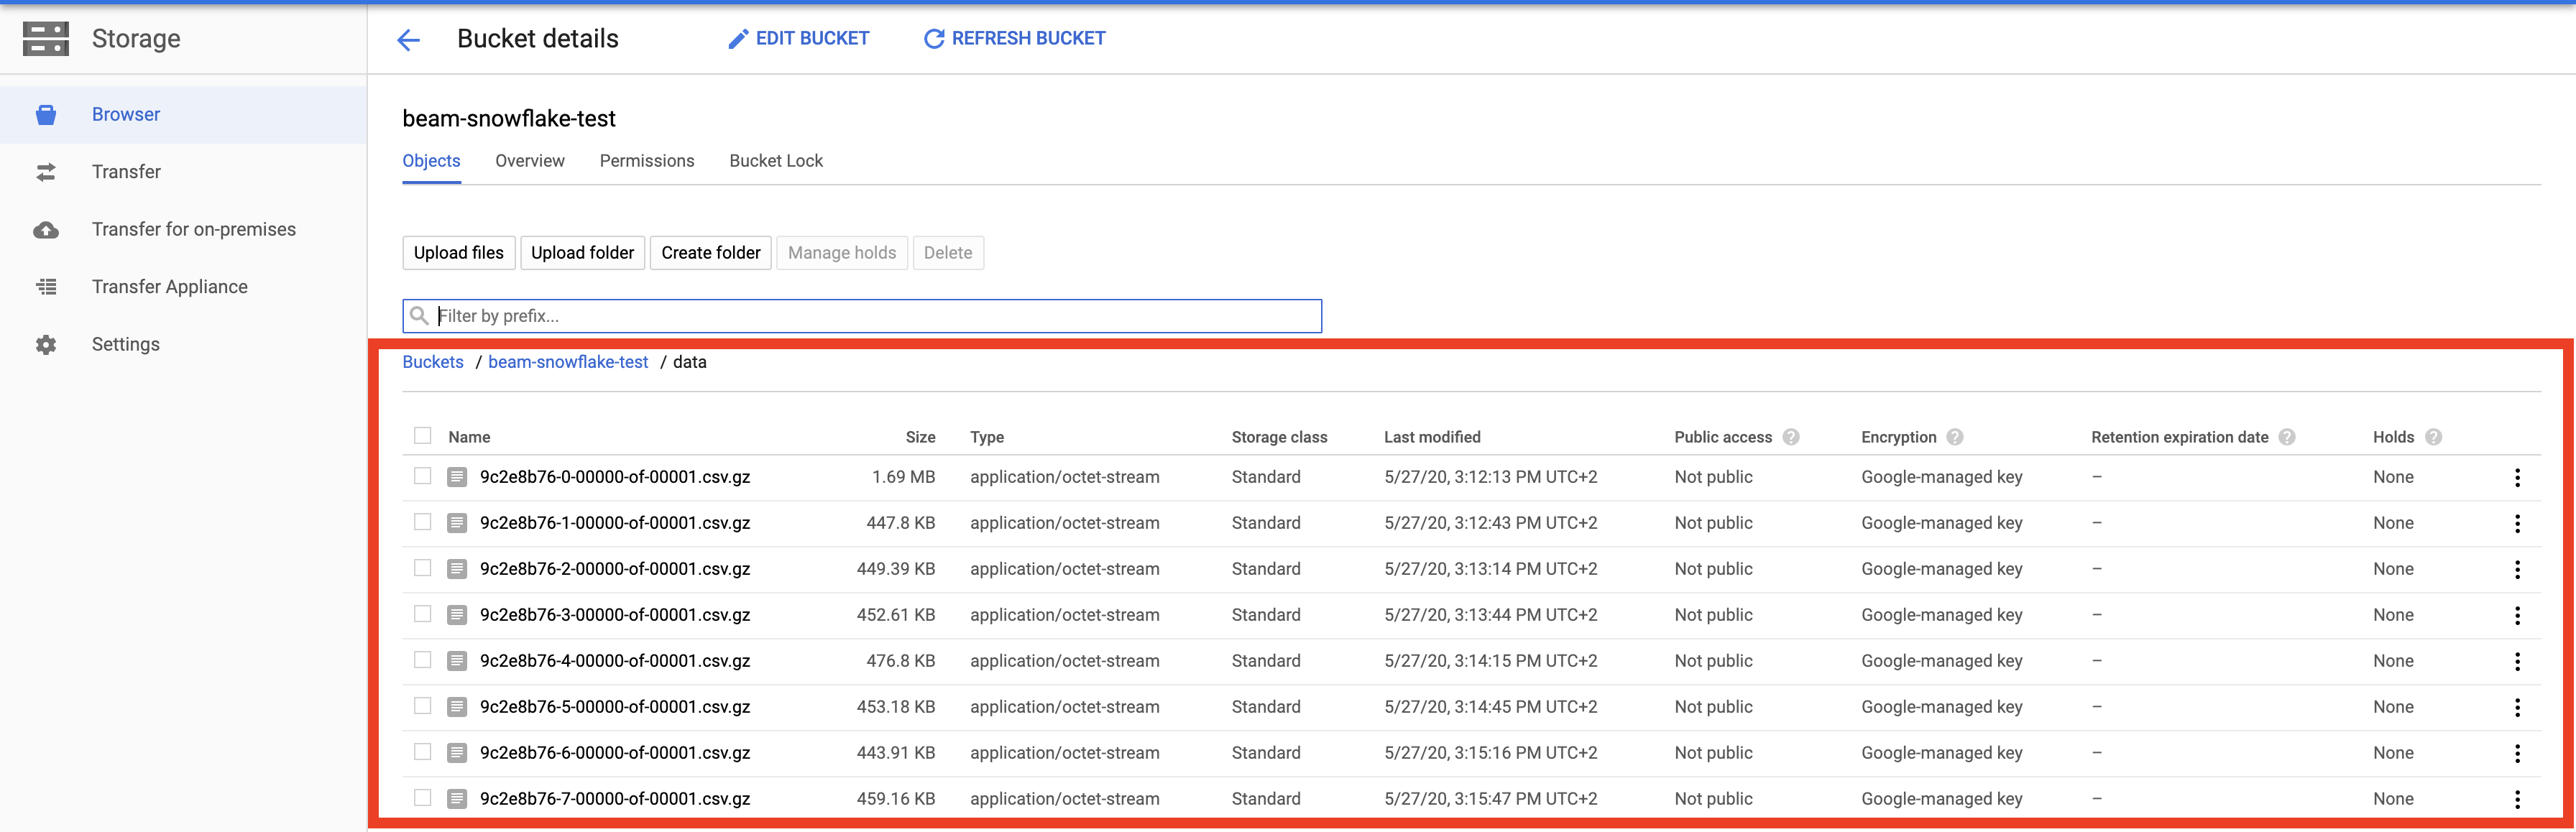 Storage
Bucket details
EDIT BUCKET
REFRESH BUCKET
Browser
Transfer
Transfer for on-premises
Transfer Appliance
Settings
beam-snowflake-test
Objects Overview Permissions Bucket Lock
Upload files Upload folder Create folder Manage holds Delete
Filter by prefix...
Buckets / beam-snowflake-test / data
Name Size Type Storage class Last modified Public access ? Encryption ? Retention expiration date ? Holds ?
9c2e8b76-0-00000-of-00001.csv.gz 1.69 MB application/octet-stream Standard 5/27/20, 3:12:13 PM UTC+2 Not public Google-managed key – None
9c2e8b76-1-00000-of-00001.csv.gz 447.8 KB application/octet-stream Standard 5/27/20, 3:12:43 PM UTC+2 Not public Google-managed key – None
9c2e8b76-2-00000-of-00001.csv.gz 449.39 KB application/octet-stream Standard 5/27/20, 3:13:14 PM UTC+2 Not public Google-managed key – None
9c2e8b76-3-00000-of-00001.csv.gz 452.61 KB application/octet-stream Standard 5/27/20, 3:13:44 PM UTC+2 Not public Google-managed key – None
9c2e8b76-4-00000-of-00001.csv.gz 476.8 KB application/octet-stream Standard 5/27/20, 3:14:15 PM UTC+2 Not public Google-managed key – None
9c2e8b76-5-00000-of-00001.csv.gz 453.18 KB application/octet-stream Standard 5/27/20, 3:14:45 PM UTC+2 Not public Google-managed key – None
9c2e8b76-6-00000-of-00001.csv.gz 443.91 KB application/octet-stream Standard 5/27/20, 3:15:16 PM UTC+2 Not public Google-managed key – None
9c2e8b76-7-00000-of-00001.csv.gz 459.16 KB application/octet-stream Standard 5/27/20, 3:15:47 PM UTC+2 Not public Google-managed key – None